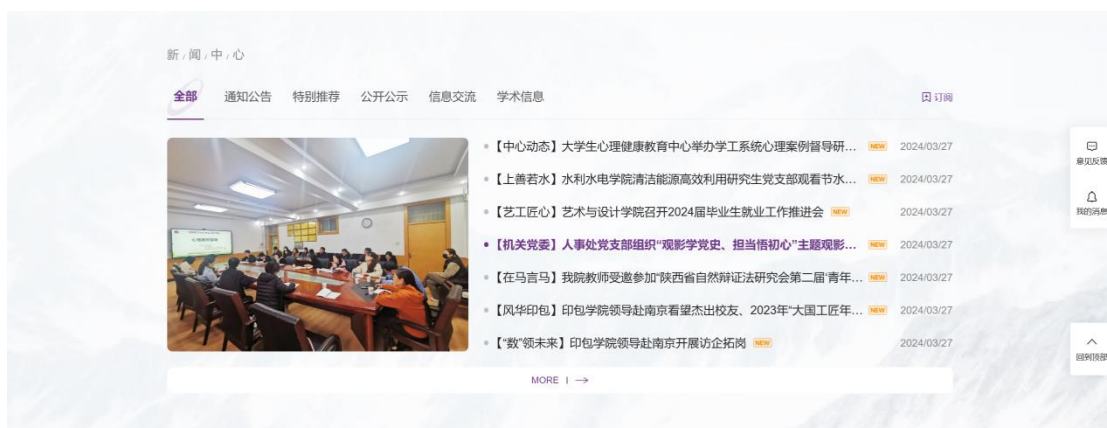 新 / 闻 / 中 / 心
全部 通知公告 特别推荐 公开公示 信息交流 学术信息 订阅
【中心动态】大学生心理健康教育中心举办学工系统心理案例督导研... NEW 2024/03/27
【上善若水】水利水电学院清洁能源高效利用研究生党支部观看节水... NEW 2024/03/27
【艺工匠心】艺术与设计学院召开2024届毕业生就业工作推进会 NEW 2024/03/27
【机关党委】人事处党支部组织“观影学党史、担当悟初心”主题观影... NEW 2024/03/27
【在马言马】我院教师受邀参加“陕西省自然辩证法研究会第二届“青年... NEW 2024/03/27
【风华印包】印包学院领导赴南京看望杰出校友、2023年“大国工匠年... NEW 2024/03/27
【“数”领未来】印包学院领导赴南京开展访企拓岗 NEW 2024/03/27
MORE | →
意见反馈
我的消息
回到顶部